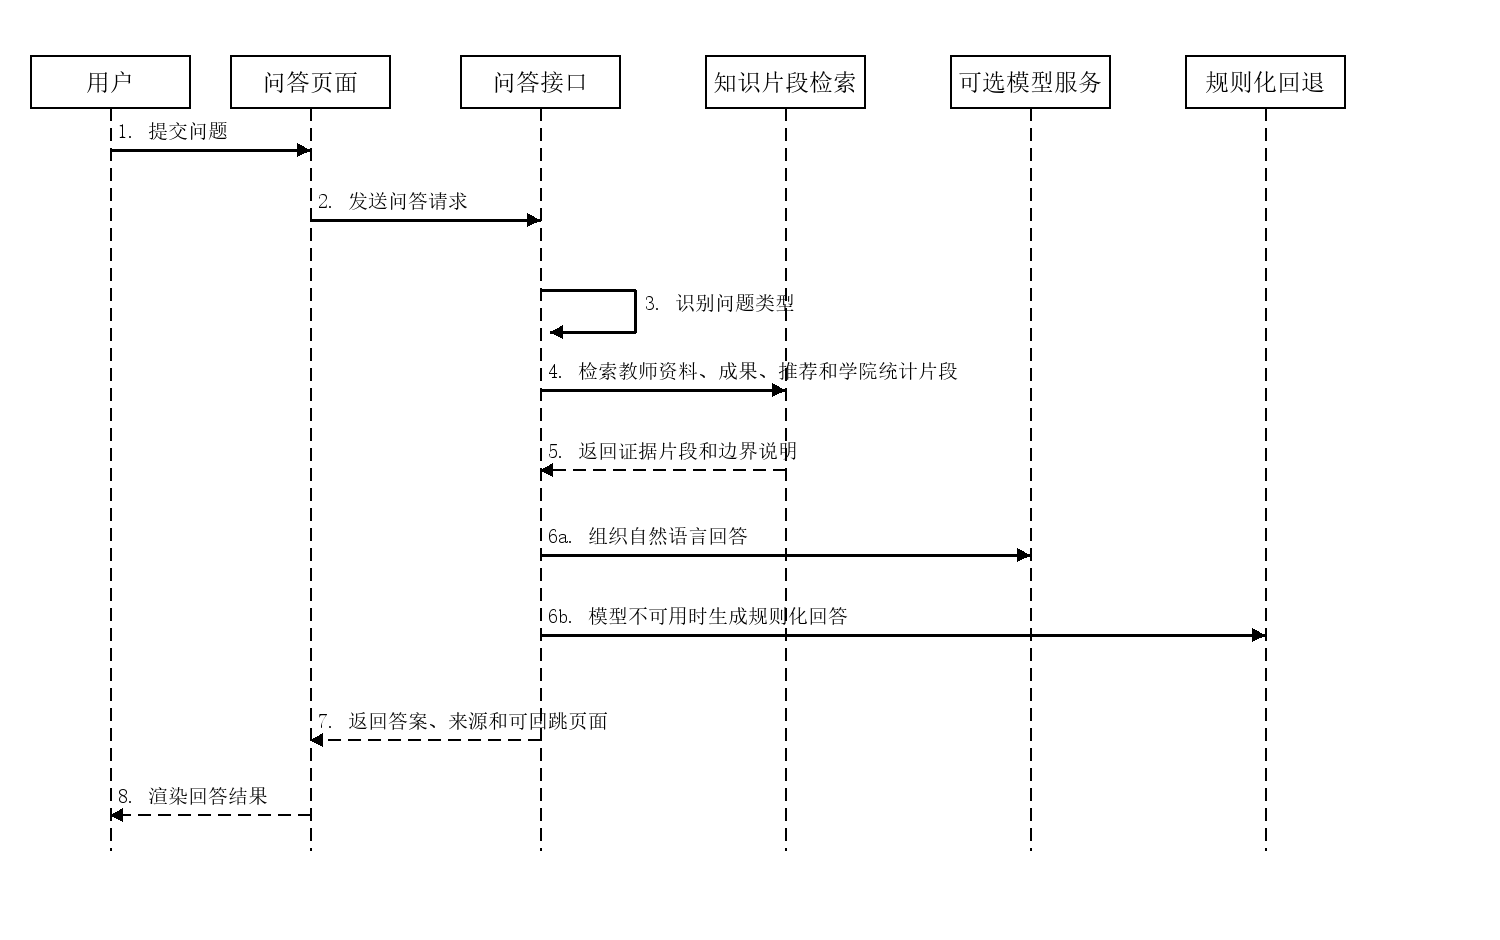 用户
问答页面
问答接口
知识片段检索
可选模型服务
规则化回退
1. 提交问题
2. 发送问答请求
3. 识别问题类型
4. 检索教师资料、成果、推荐和学院统计片段
5. 返回证据片段和边界说明
6a. 组织自然语言回答
6b. 模型不可用时生成规则化回答
7. 返回答案、来源和可回跳页面
8. 渲染回答结果